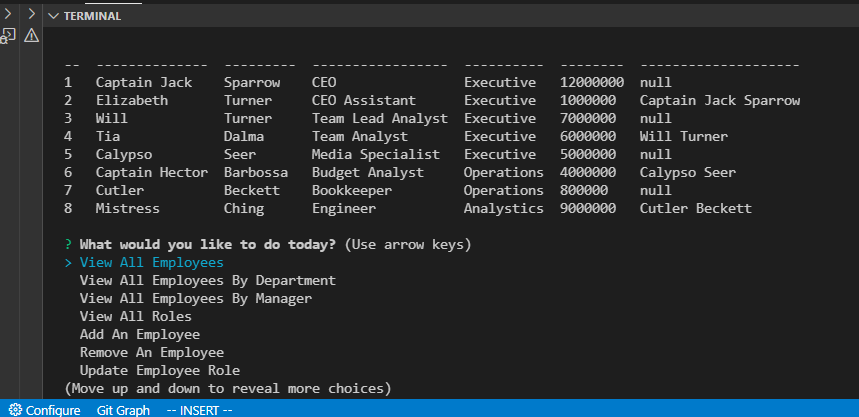 TERMINAL
--  --------------  ---------  -----------------  ----------  --------  --------------------
1   Captain Jack    Sparrow    CEO                Executive   12000000  null
2   Elizabeth       Turner     CEO Assistant      Executive   1000000   Captain Jack Sparrow
3   Will            Turner     Team Lead Analyst  Executive   7000000   null
4   Tia             Dalma      Team Analyst       Executive   6000000   Will Turner
5   Calypso         Seer       Media Specialist   Executive   5000000   null
6   Captain Hector  Barbossa   Budget Analyst     Operations  4000000   Calypso Seer
7   Cutler          Beckett    Bookkeeper         Operations  800000    null
8   Mistress        Ching      Engineer           Analystics  9000000   Cutler Beckett
? What would you like to do today? (Use arrow keys)
> View All Employees
View All Employees By Department
View All Employees By Manager
View All Roles
Add An Employee
Remove An Employee
Update Employee Role
(Move up and down to reveal more choices)
Configure Git Graph -- INSERT --